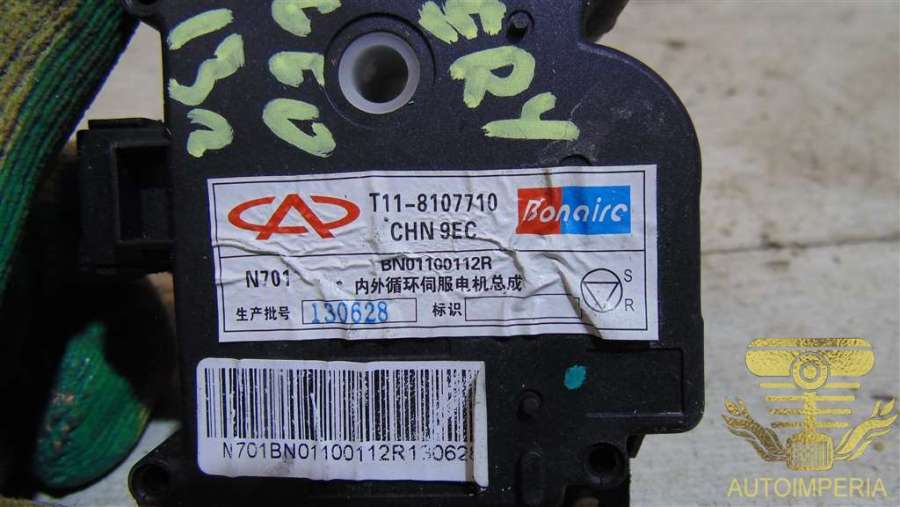 T11-8107710
Bonaire
CHN 9EC
BN01100112R
N701
内外循环伺服电机总成
生产批号 130628 标识
S
R
N701BN01100112R130628
AUTOIMPERIA